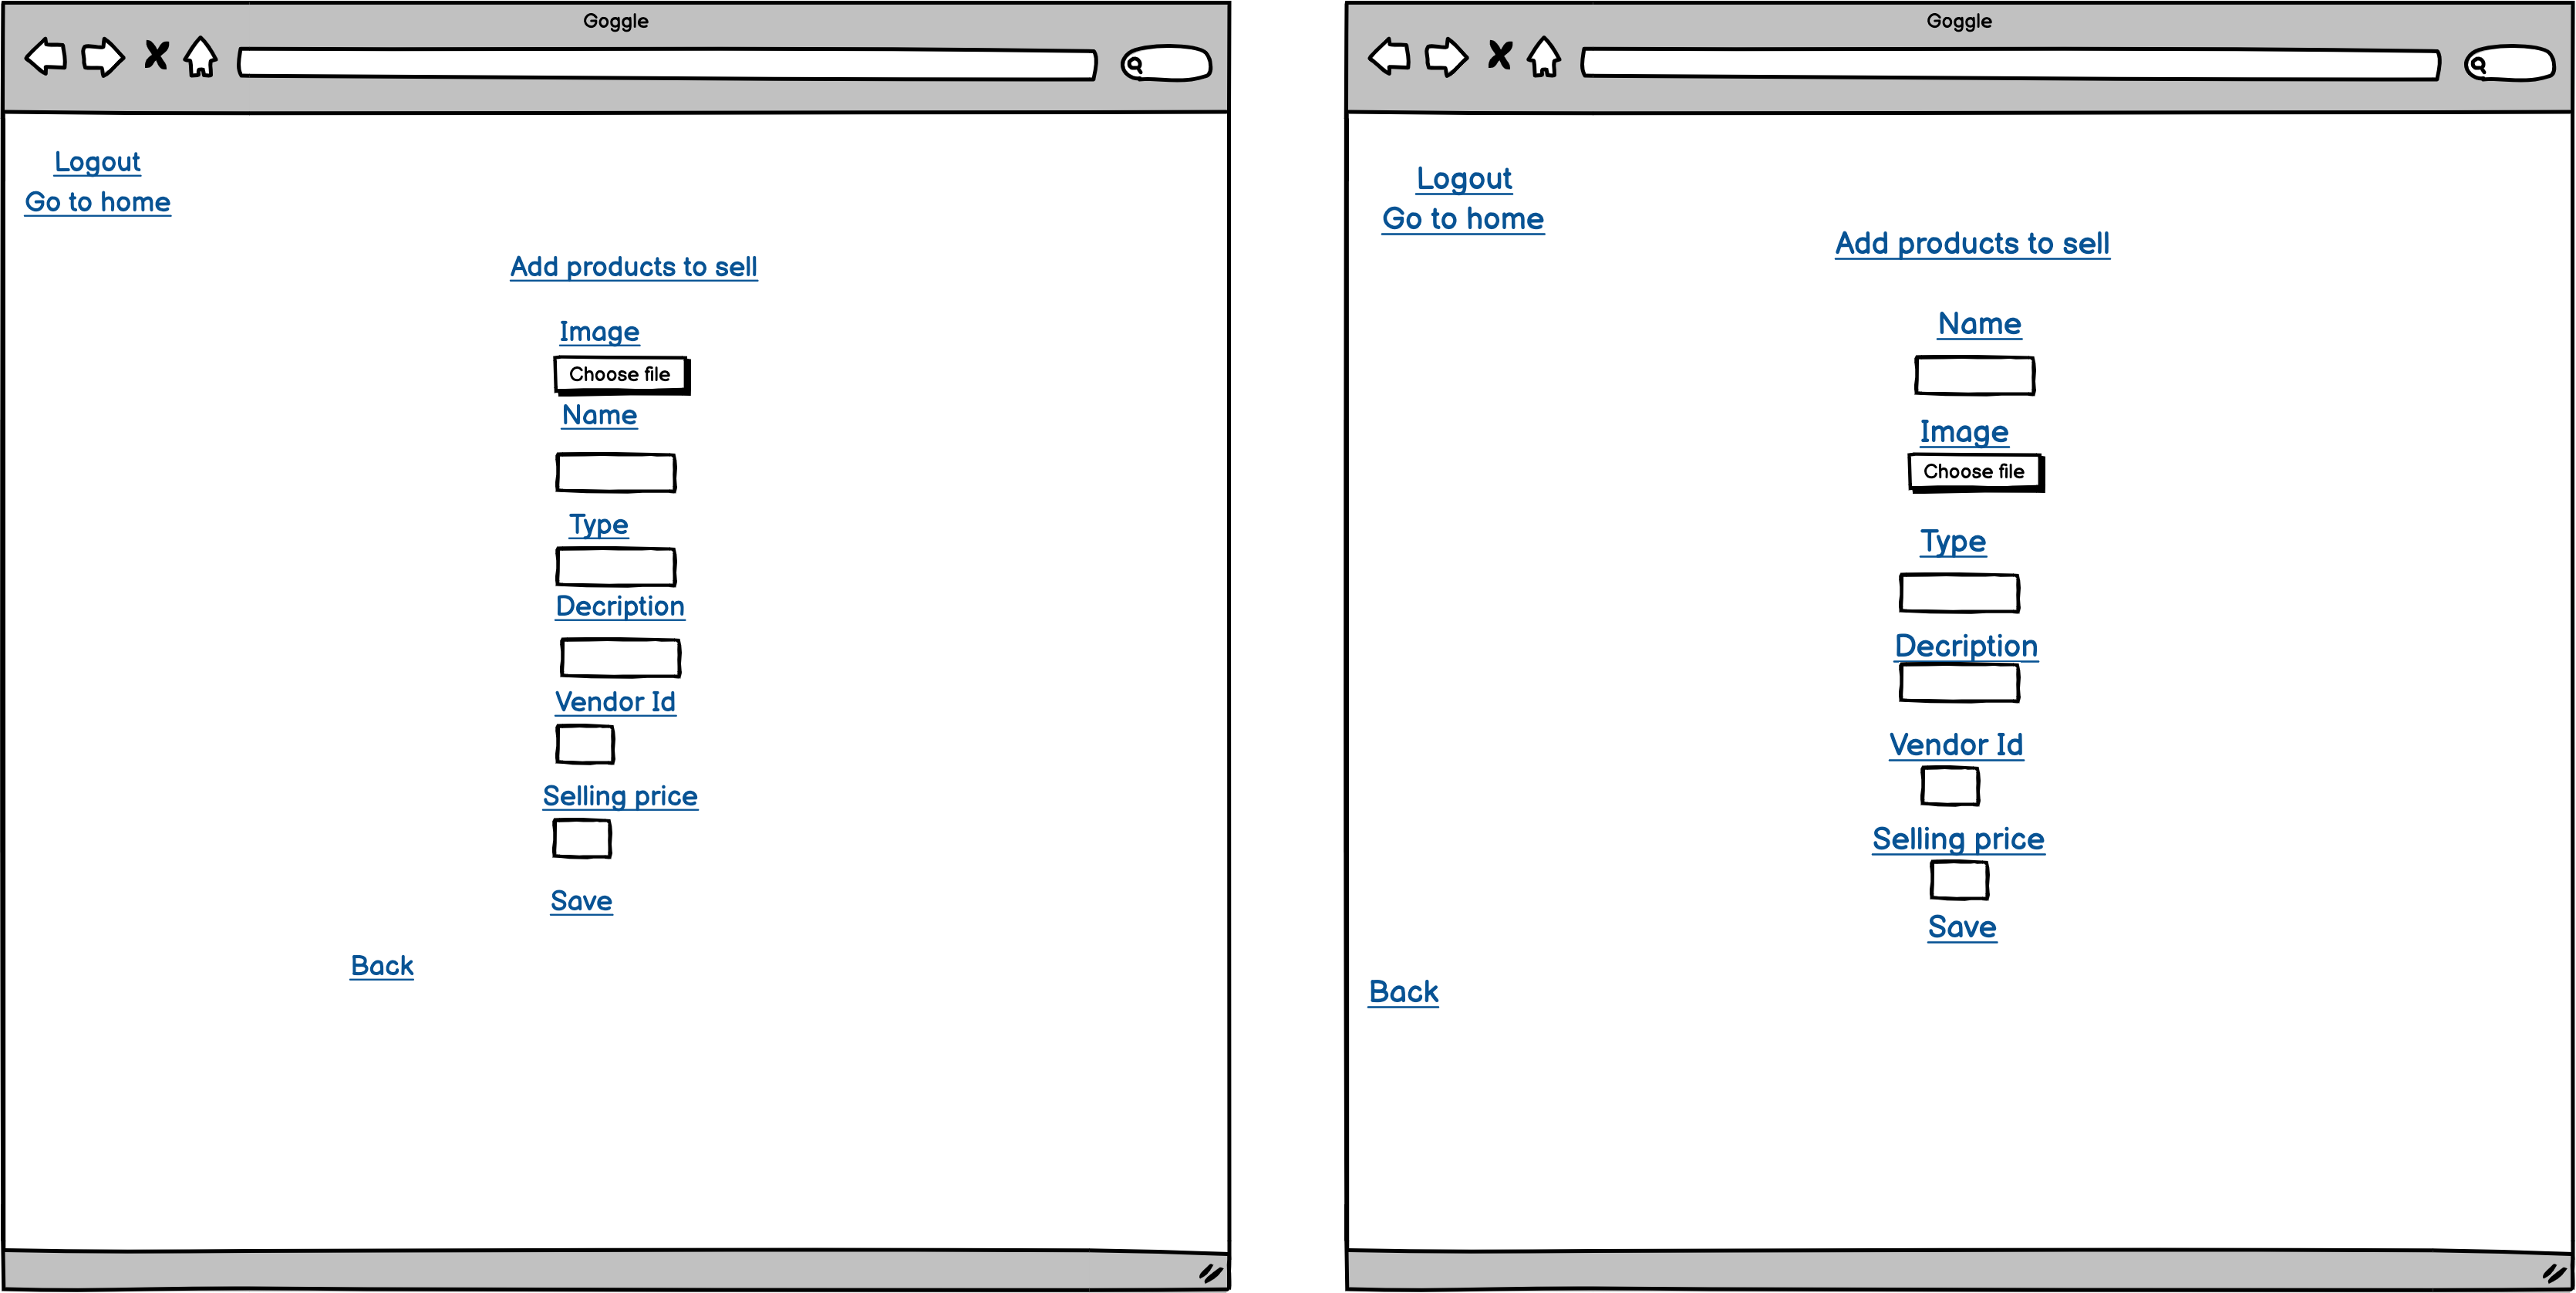 Goggle
Logout
Go to home
Add products to sell
Image
Choose file
Name
Type
Decription
Vendor Id
Selling price
Save
Back
Goggle
Logout
Go to home
Add products to sell
Name
Image
Choose file
Type
Decription
Vendor Id
Selling price
Save
Back